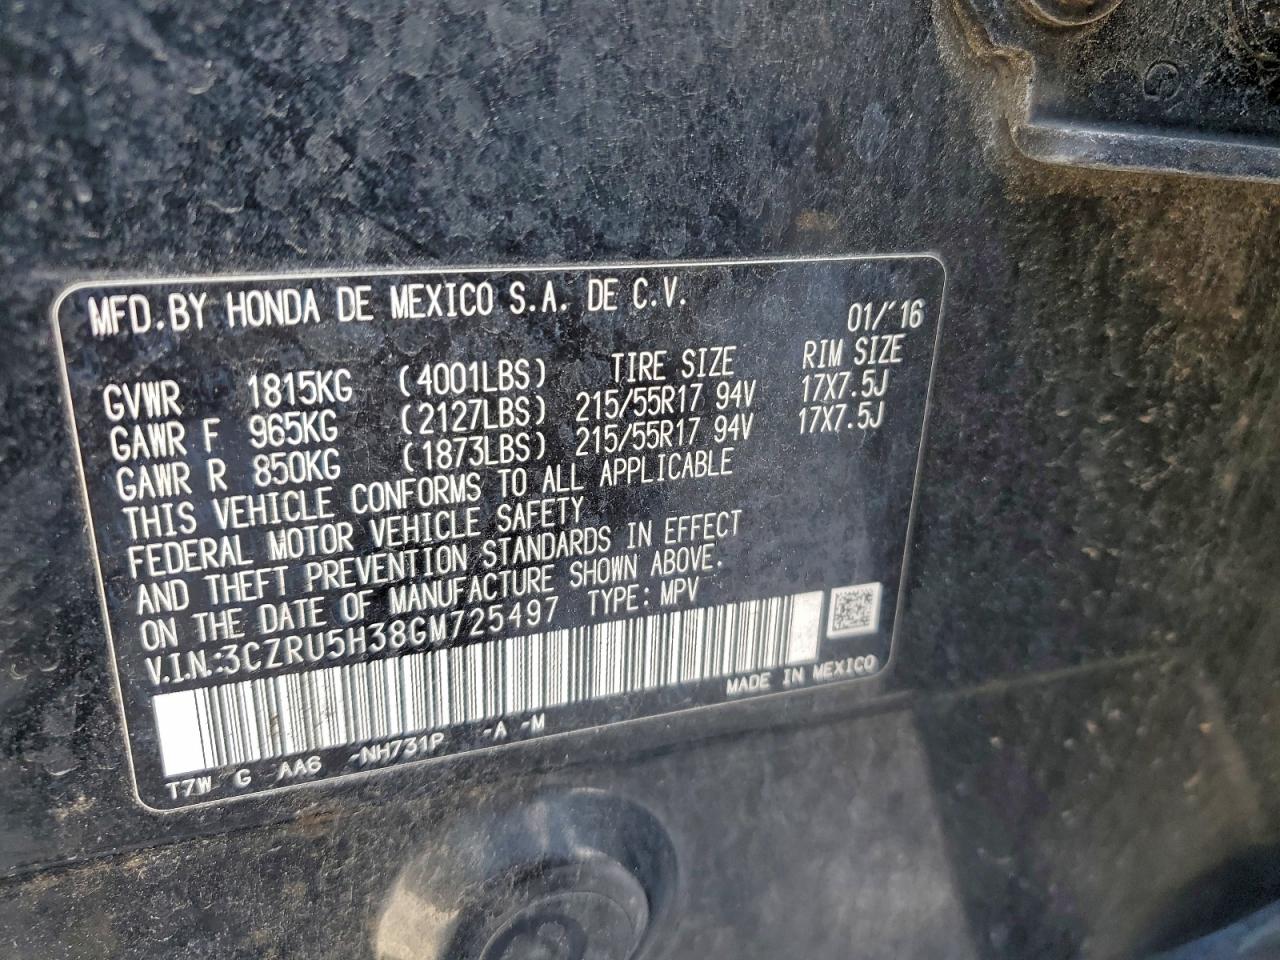 MFD.BY HONDA DE MEXICO S.A. DE C.V. 01/'16
TIRE SIZE RIM SIZE
GVWR 1815KG (4001LBS)
GAWR F 965KG (2127LBS) 215/55R17 94V 17X7.5J
GAWR R 850KG (1873LBS) 215/55R17 94V 17X7.5J
THIS VEHICLE CONFORMS TO ALL APPLICABLE
FEDERAL MOTOR VEHICLE SAFETY
AND THEFT PREVENTION STANDARDS IN EFFECT
ON THE DATE OF MANUFACTURE SHOWN ABOVE.
V.I.N.:3CZRU5H38GM725497 TYPE: MPV
MADE IN MEXICO
T7W G AA6 -NH731P -A -M